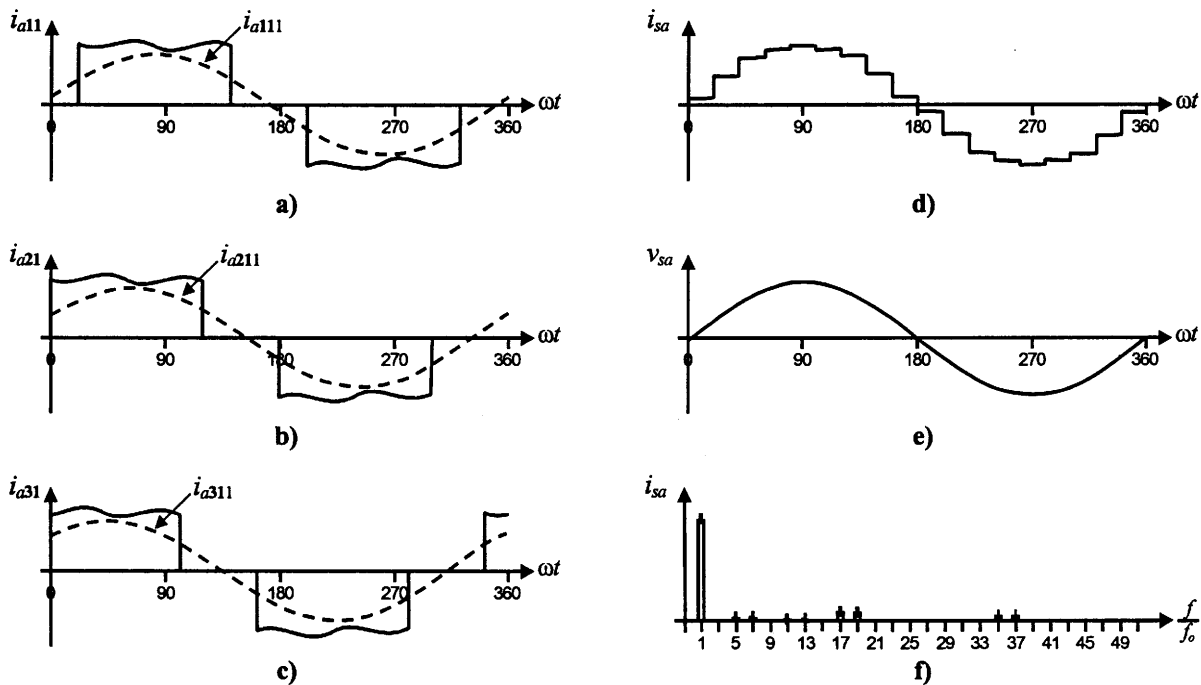 i_a11
i_a111
ωt
0 90 180 270 360
a)
i_a21
i_a211
ωt
0 90 180 270 360
b)
i_a31
i_a311
ωt
0 90 180 270 360
c)
i_sa
ωt
0 90 180 270 360
d)
v_sa
ωt
0 90 180 270 360
e)
i_sa
f/f_o
1 5 9 13 17 21 25 29 33 37 41 45 49
f)